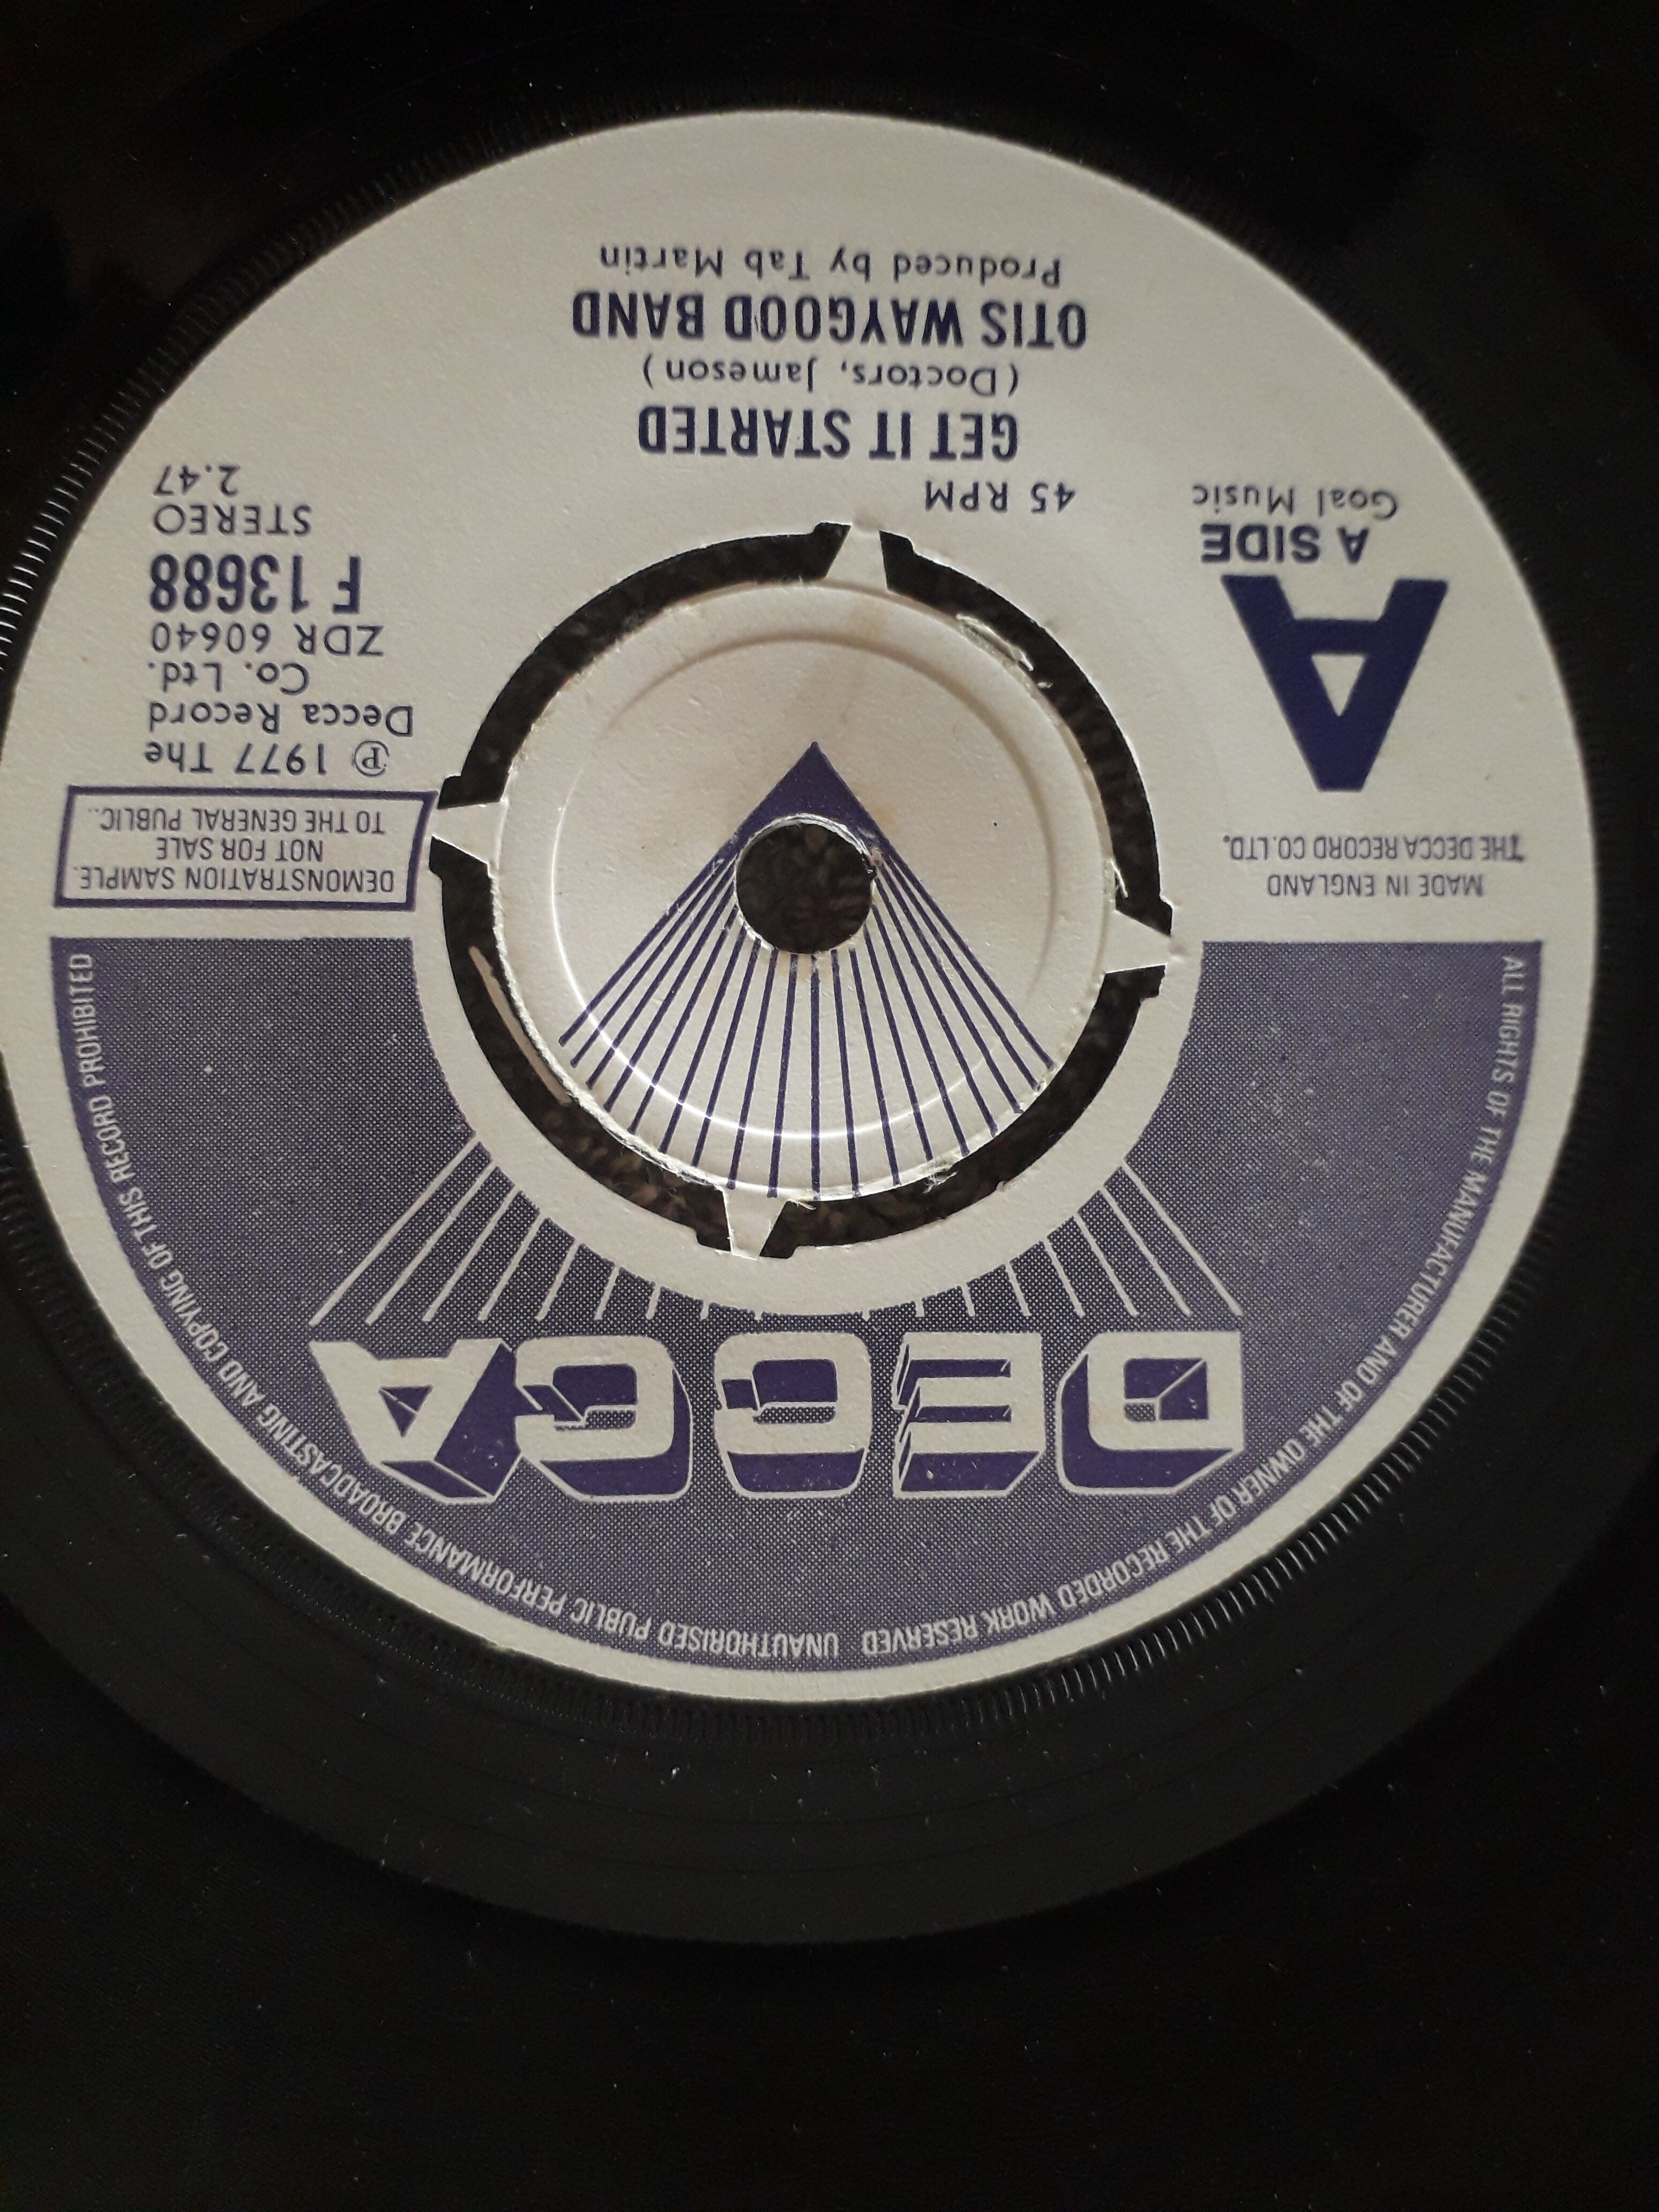 ALL RIGHTS OF THE MANUFACTURER AND OF THE OWNER OF THE RECORDED WORK RESERVED UNAUTHORISED PUBLIC PERFORMANCE BROADCASTING AND COPYING OF THIS RECORD PROHIBITED
DECCA
MADE IN ENGLAND
THE DECCA RECORD CO. LTD.
A
A SIDE
Goal Music
DEMONSTRATION SAMPLE.
NOT FOR SALE
TO THE GENERAL PUBLIC..
℗ 1977 The
Decca Record
Co. Ltd.
ZDR 60640
F 13688
STEREO
2.47
45 RPM
GET IT STARTED
(Doctors, Jameson)
OTIS WAYGOOD BAND
Produced by Tab Martin